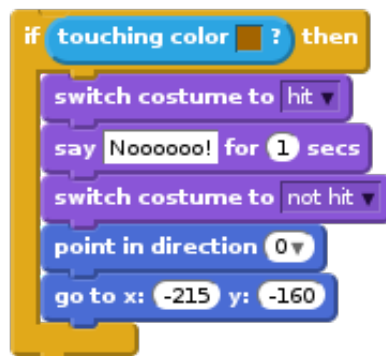 if touching color ? then
switch costume to hit
say Noooooo! for 1 secs
switch costume to not hit
point in direction 0
go to x: -215 y: -160